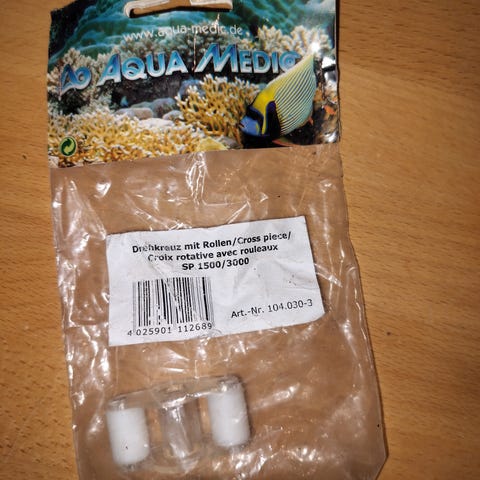 www.aqua-medic.de
AQUA MEDIC
Drehkreuz mit Rollen/Cross piece/
Croix rotative avec rouleaux
SP 1500/3000
Art.-Nr. 104.030-3
4 025901 112689